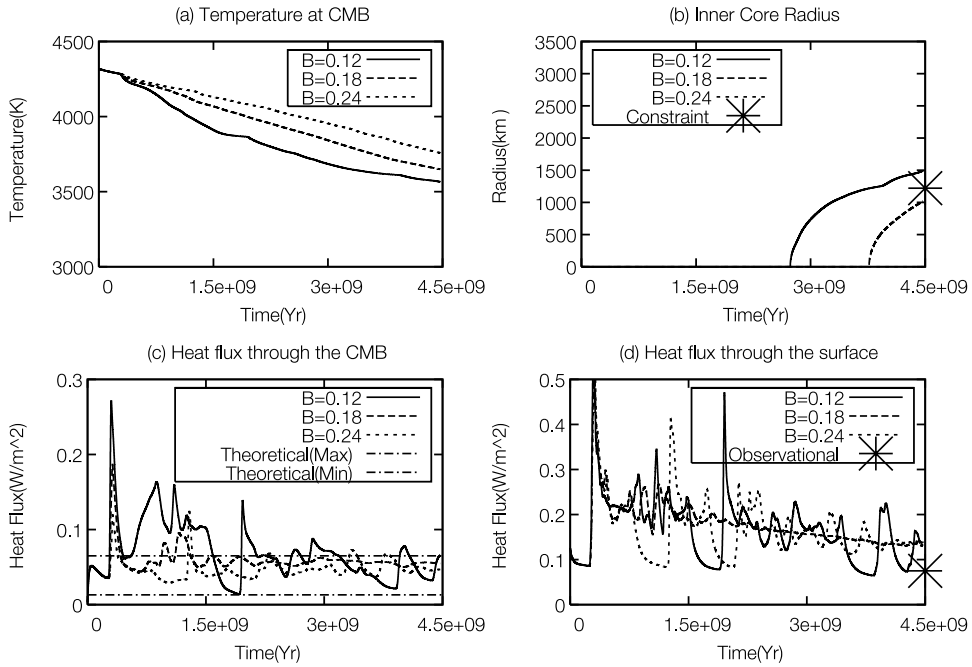 (a) Temperature at CMB
4500
4000
3500
3000
Temperature(K)
B=0.12
B=0.18
B=0.24
0
1.5e+09
3e+09
4.5e+09
Time(Yr)
(b) Inner Core Radius
3500
3000
2500
2000
1500
1000
500
0
Radius(km)
B=0.12
B=0.18
B=0.24
Constraint
0
1.5e+09
3e+09
4.5e+09
Time(Yr)
(c) Heat flux through the CMB
0.3
0.2
0.1
0
Heat Flux(W/m^2)
B=0.12
B=0.18
B=0.24
Theoretical(Max)
Theoretical(Min)
0
1.5e+09
3e+09
4.5e+09
Time(Yr)
(d) Heat flux through the surface
0.5
0.4
0.3
0.2
0.1
0
Heat Flux(W/m^2)
B=0.12
B=0.18
B=0.24
Observational
0
1.5e+09
3e+09
4.5e+09
Time(Yr)